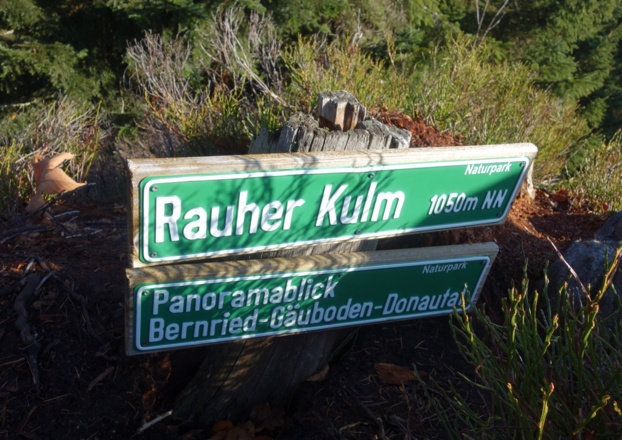 Naturpark
Rauher Kulm 1050m NN
Naturpark
Panoramablick
Bernried-Gäuboden-Donautal